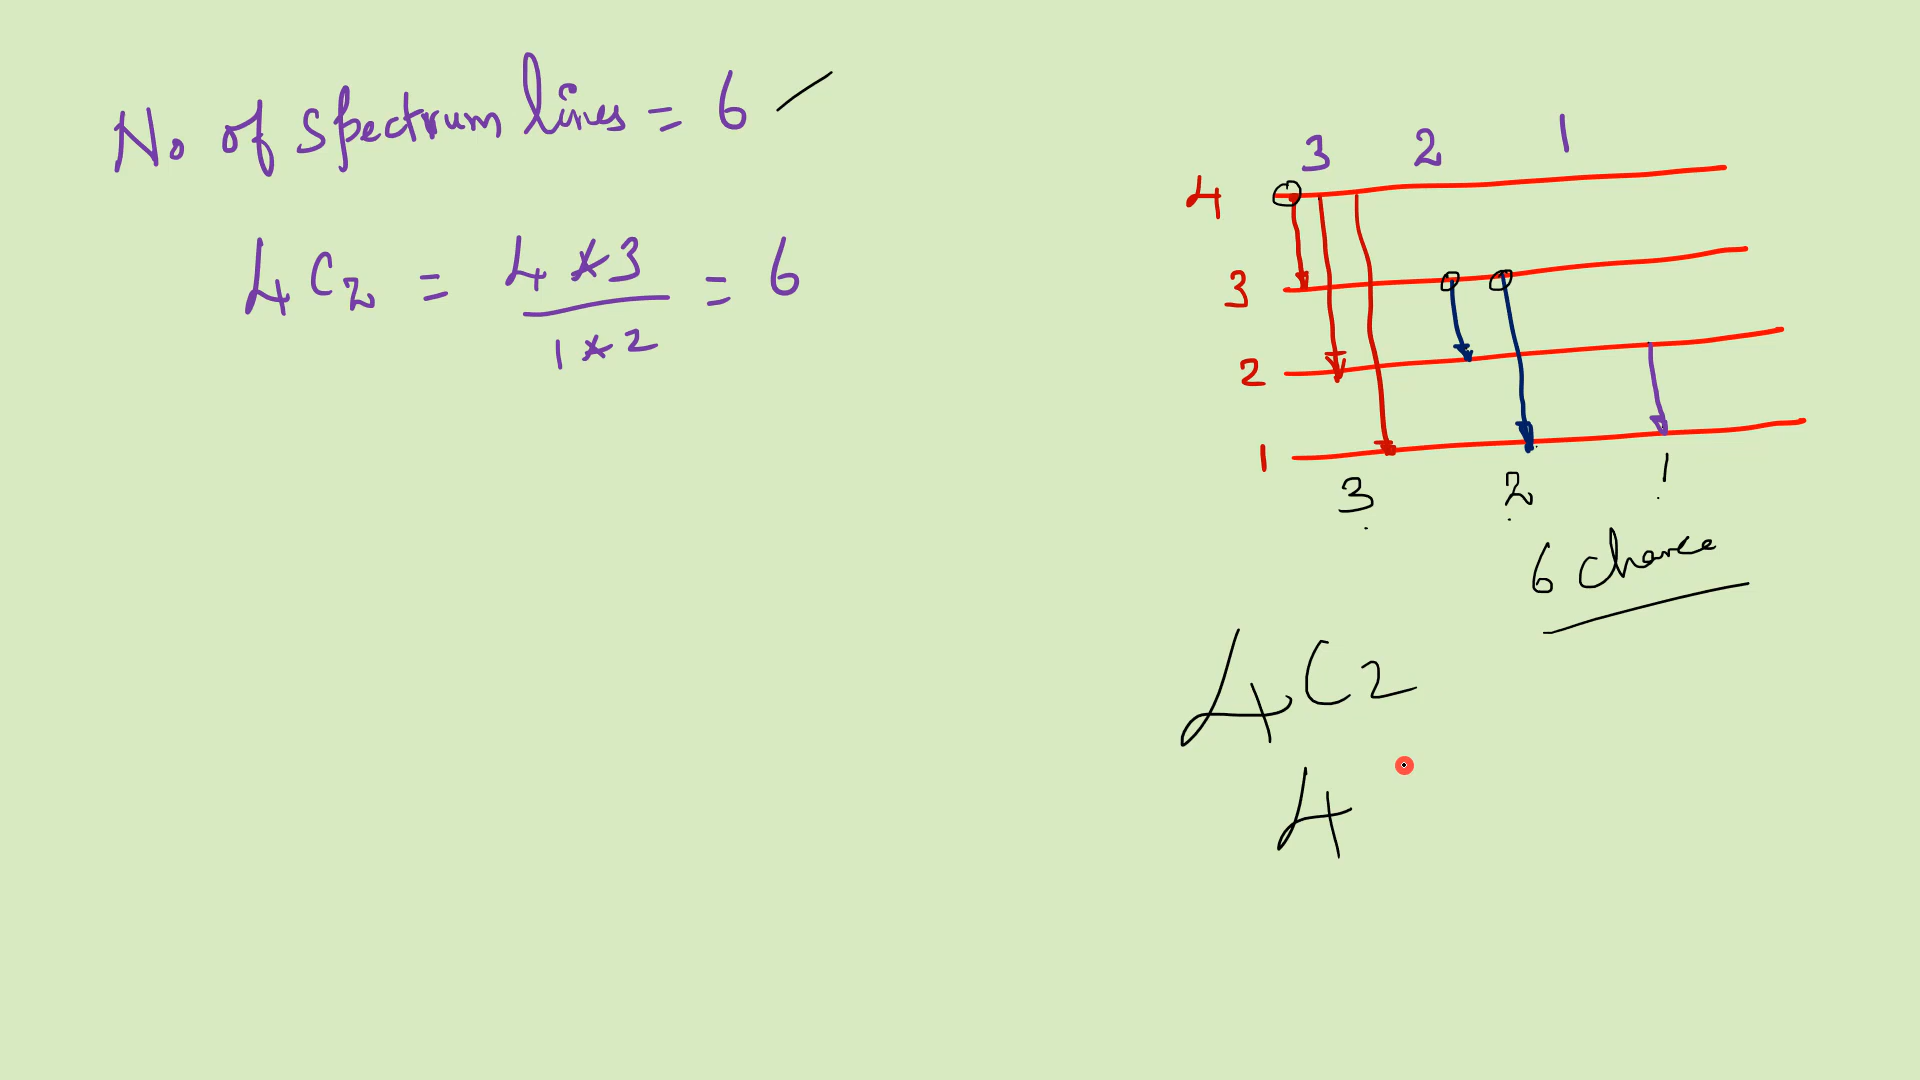 No of spectrum lines = 6
4C2 = 4 * 3 / 1 * 2 = 6
3 2 1
4
3
2
1
3 2 1
6 chance
4C2
4